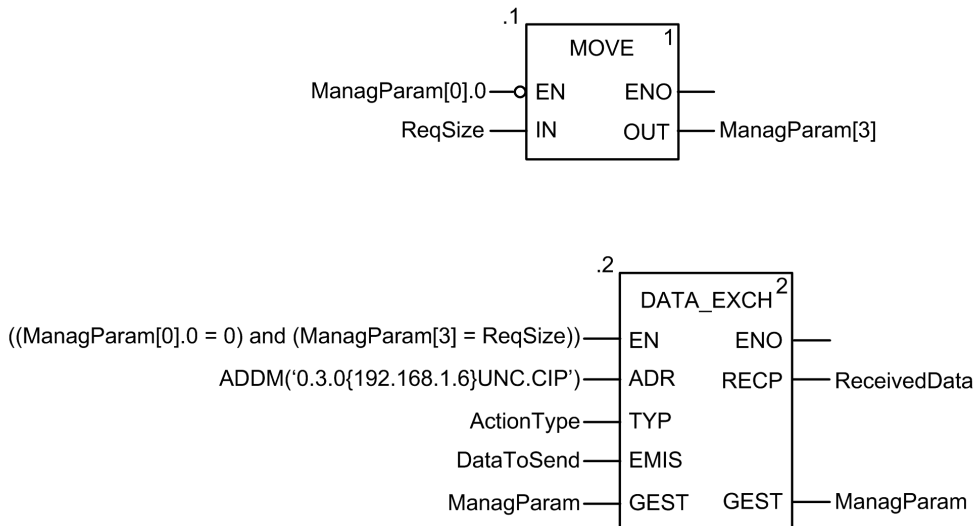 .1
MOVE 1
ManagParam[0].0 EN ENO
ReqSize IN OUT ManagParam[3]
.2
DATA_EXCH 2
((ManagParam[0].0 = 0) and (ManagParam[3] = ReqSize)) EN ENO
ADDM(‘0.3.0{192.168.1.6}UNC.CIP’) ADR RECP ReceivedData
ActionType TYP
DataToSend EMIS
ManagParam GEST GEST ManagParam